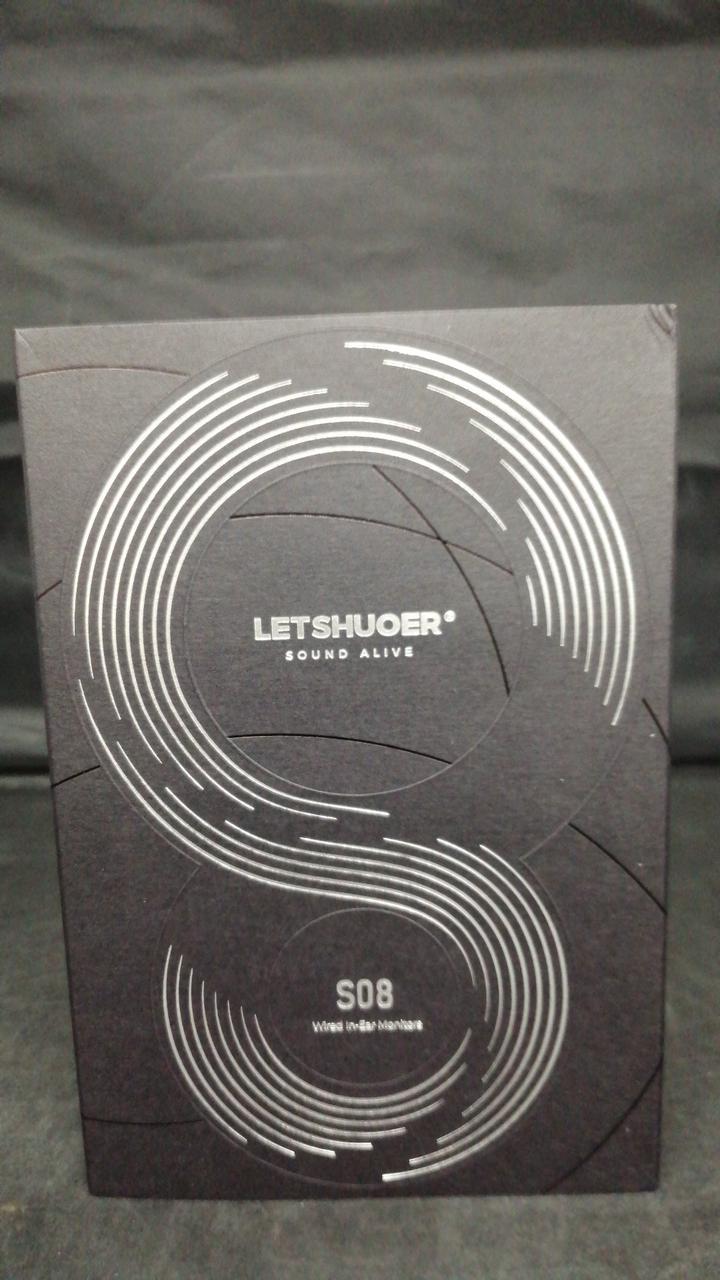 LETSHUOER®
SOUND ALIVE
S08
Wired In-Ear Monitors